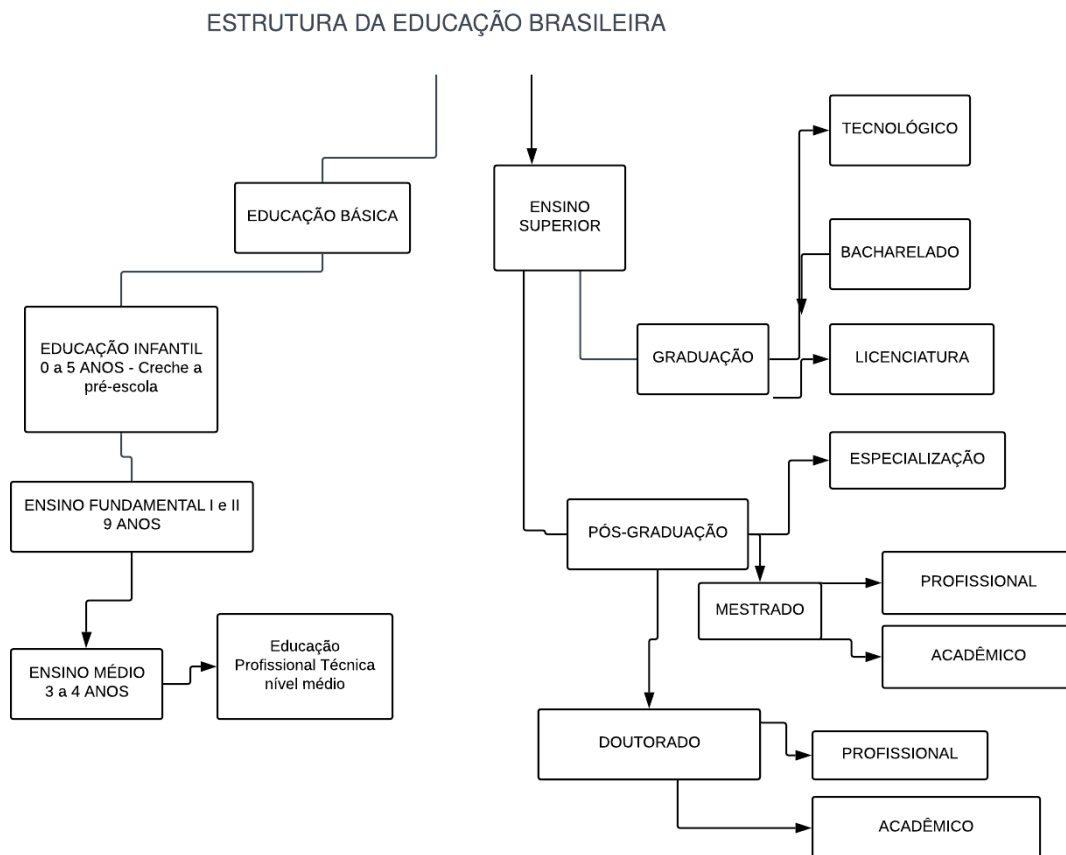 ESTRUTURA DA EDUCAÇÃO BRASILEIRA
EDUCAÇÃO BÁSICA
EDUCAÇÃO INFANTIL
0 a 5 ANOS - Creche a
pré-escola
ENSINO FUNDAMENTAL I e II
9 ANOS
ENSINO MÉDIO
3 a 4 ANOS
Educação
Profissional Técnica
nível médio
ENSINO
SUPERIOR
GRADUAÇÃO
TECNOLÓGICO
BACHARELADO
LICENCIATURA
PÓS-GRADUAÇÃO
ESPECIALIZAÇÃO
MESTRADO
PROFISSIONAL
ACADÊMICO
DOUTORADO
PROFISSIONAL
ACADÊMICO